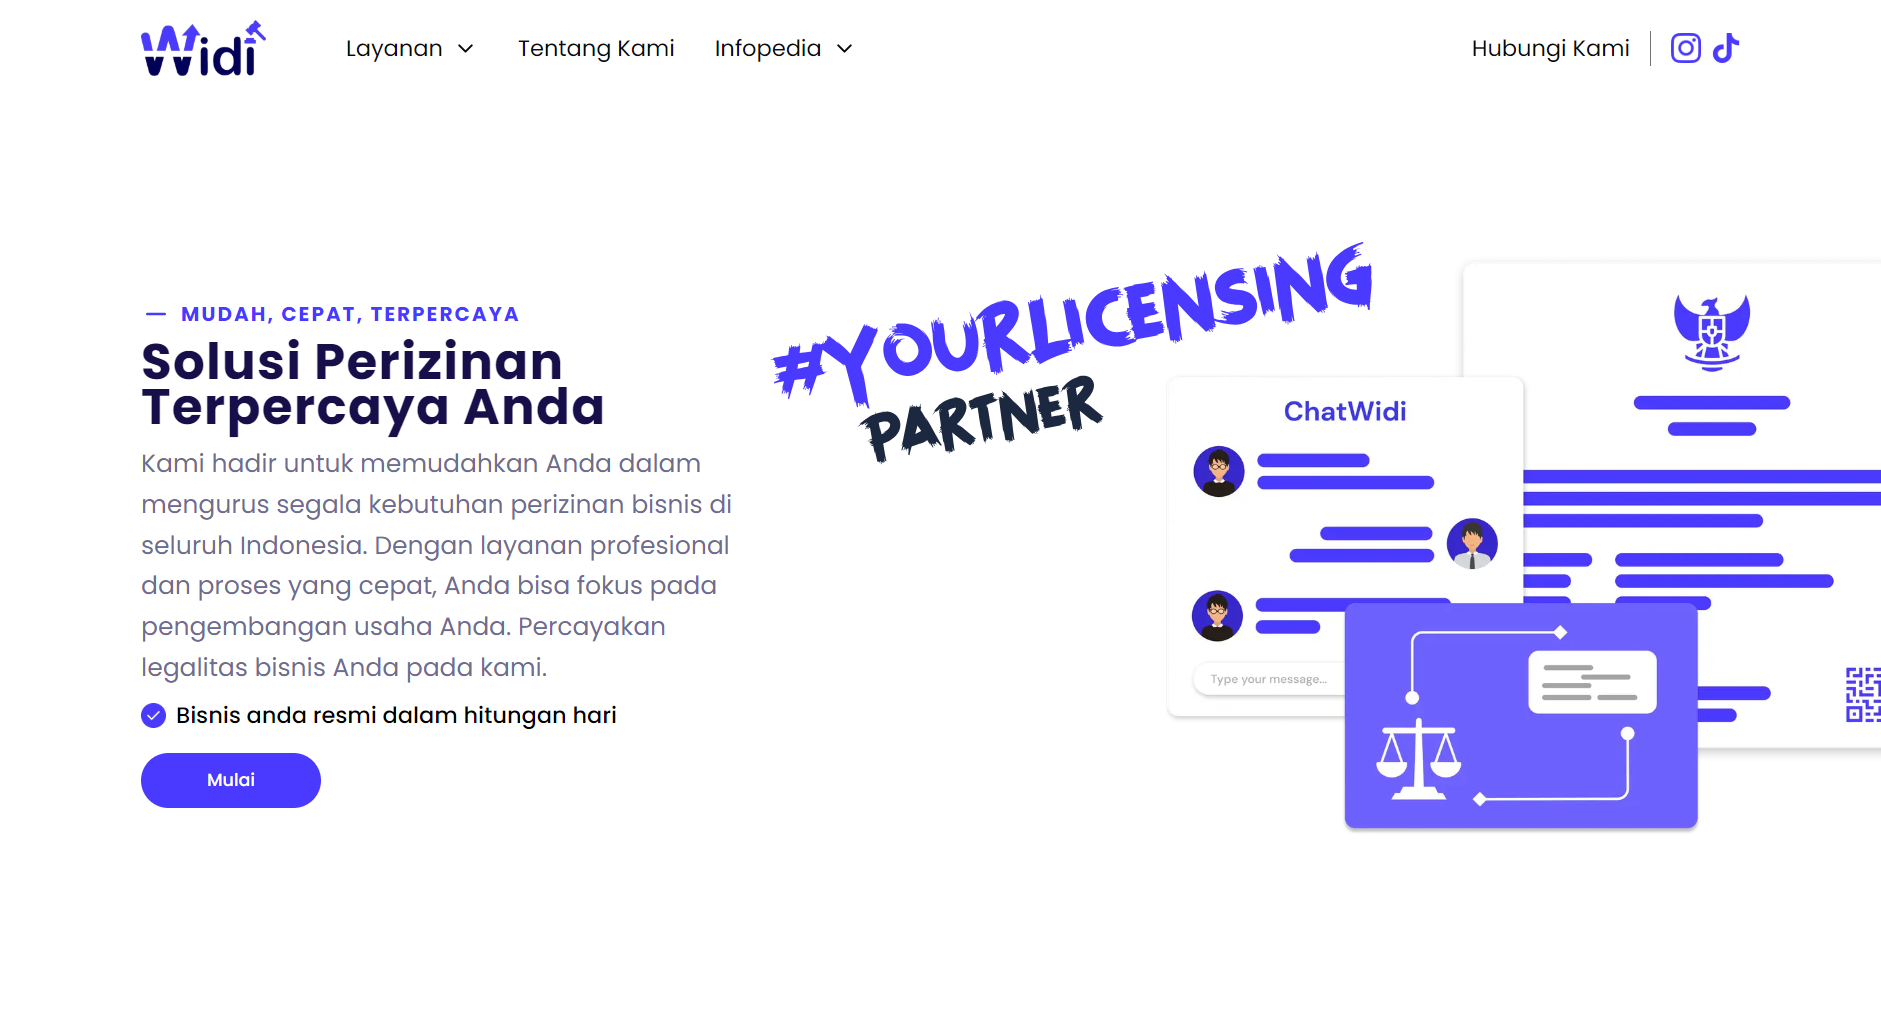 Widi
Layanan
Tentang Kami
Infopedia
Hubungi Kami
MUDAH, CEPAT, TERPERCAYA
Solusi Perizinan
Terpercaya Anda
Kami hadir untuk memudahkan Anda dalam
mengurus segala kebutuhan perizinan bisnis di
seluruh Indonesia. Dengan layanan profesional
dan proses yang cepat, Anda bisa fokus pada
pengembangan usaha Anda. Percayakan
legalitas bisnis Anda pada kami.
Bisnis anda resmi dalam hitungan hari
Mulai
#YOURLICENSING
PARTNER
ChatWidi
Type your message...